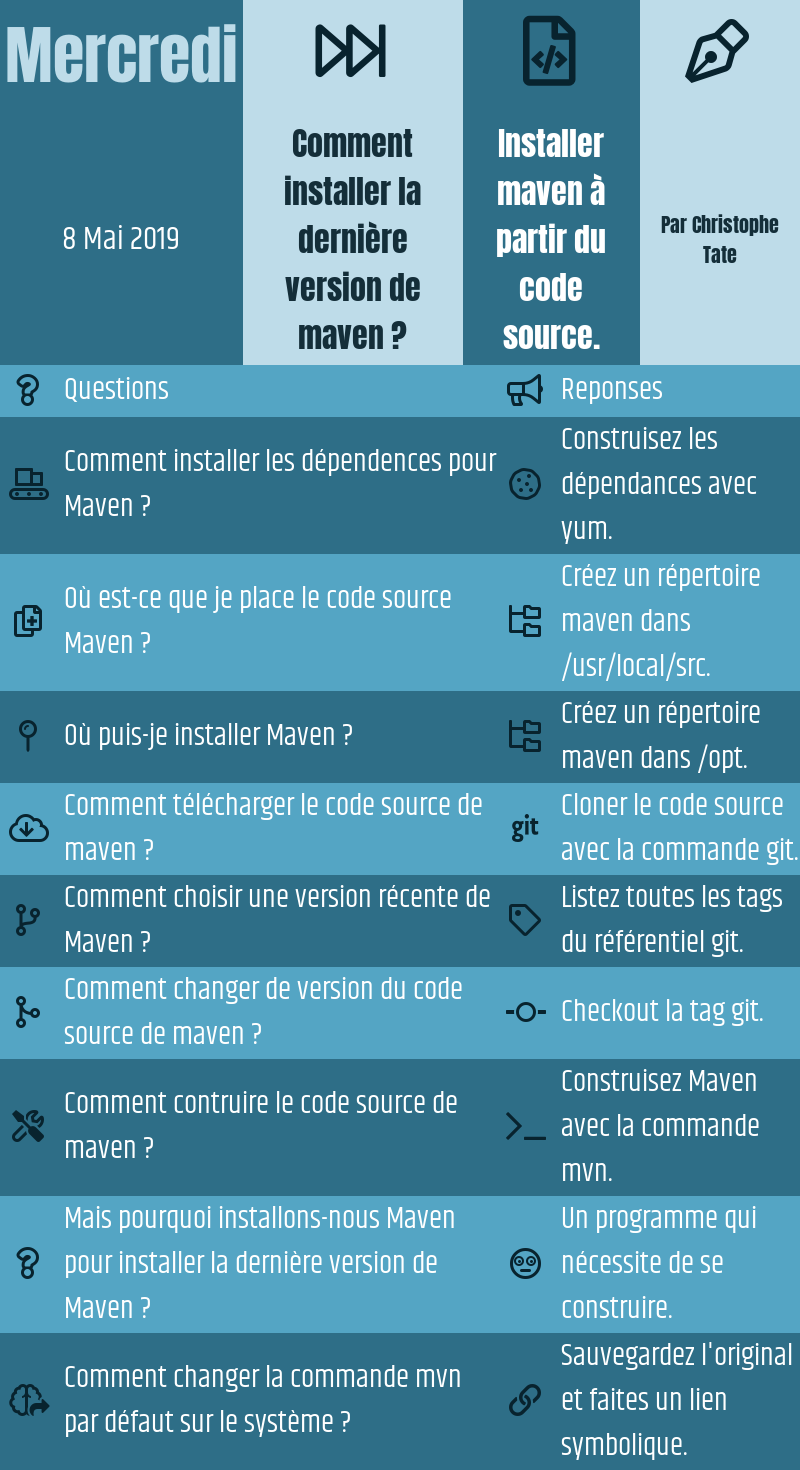 Mercredi
8 Mai 2019
Comment
installer la
dernière
version de
maven ?
Installer
maven à
partir du
code
source.
Par Christophe
Tate
Questions
Reponses
Comment installer les dépendences pour
Maven ?
Construisez les
dépendances avec
yum.
Où est-ce que je place le code source
Maven ?
Créez un répertoire
maven dans
/usr/local/src.
Où puis-je installer Maven ?
Créez un répertoire
maven dans /opt.
Comment télécharger le code source de
maven ?
git
Cloner le code source
avec la commande git.
Comment choisir une version récente de
Maven ?
Listez toutes les tags
du référentiel git.
Comment changer de version du code
source de maven ?
Checkout la tag git.
Comment contruire le code source de
maven ?
Construisez Maven
avec la commande
mvn.
Mais pourquoi installons-nous Maven
pour installer la dernière version de
Maven ?
Un programme qui
nécessite de se
construire.
Comment changer la commande mvn
par défaut sur le système ?
Sauvegardez l'original
et faites un lien
symbolique.